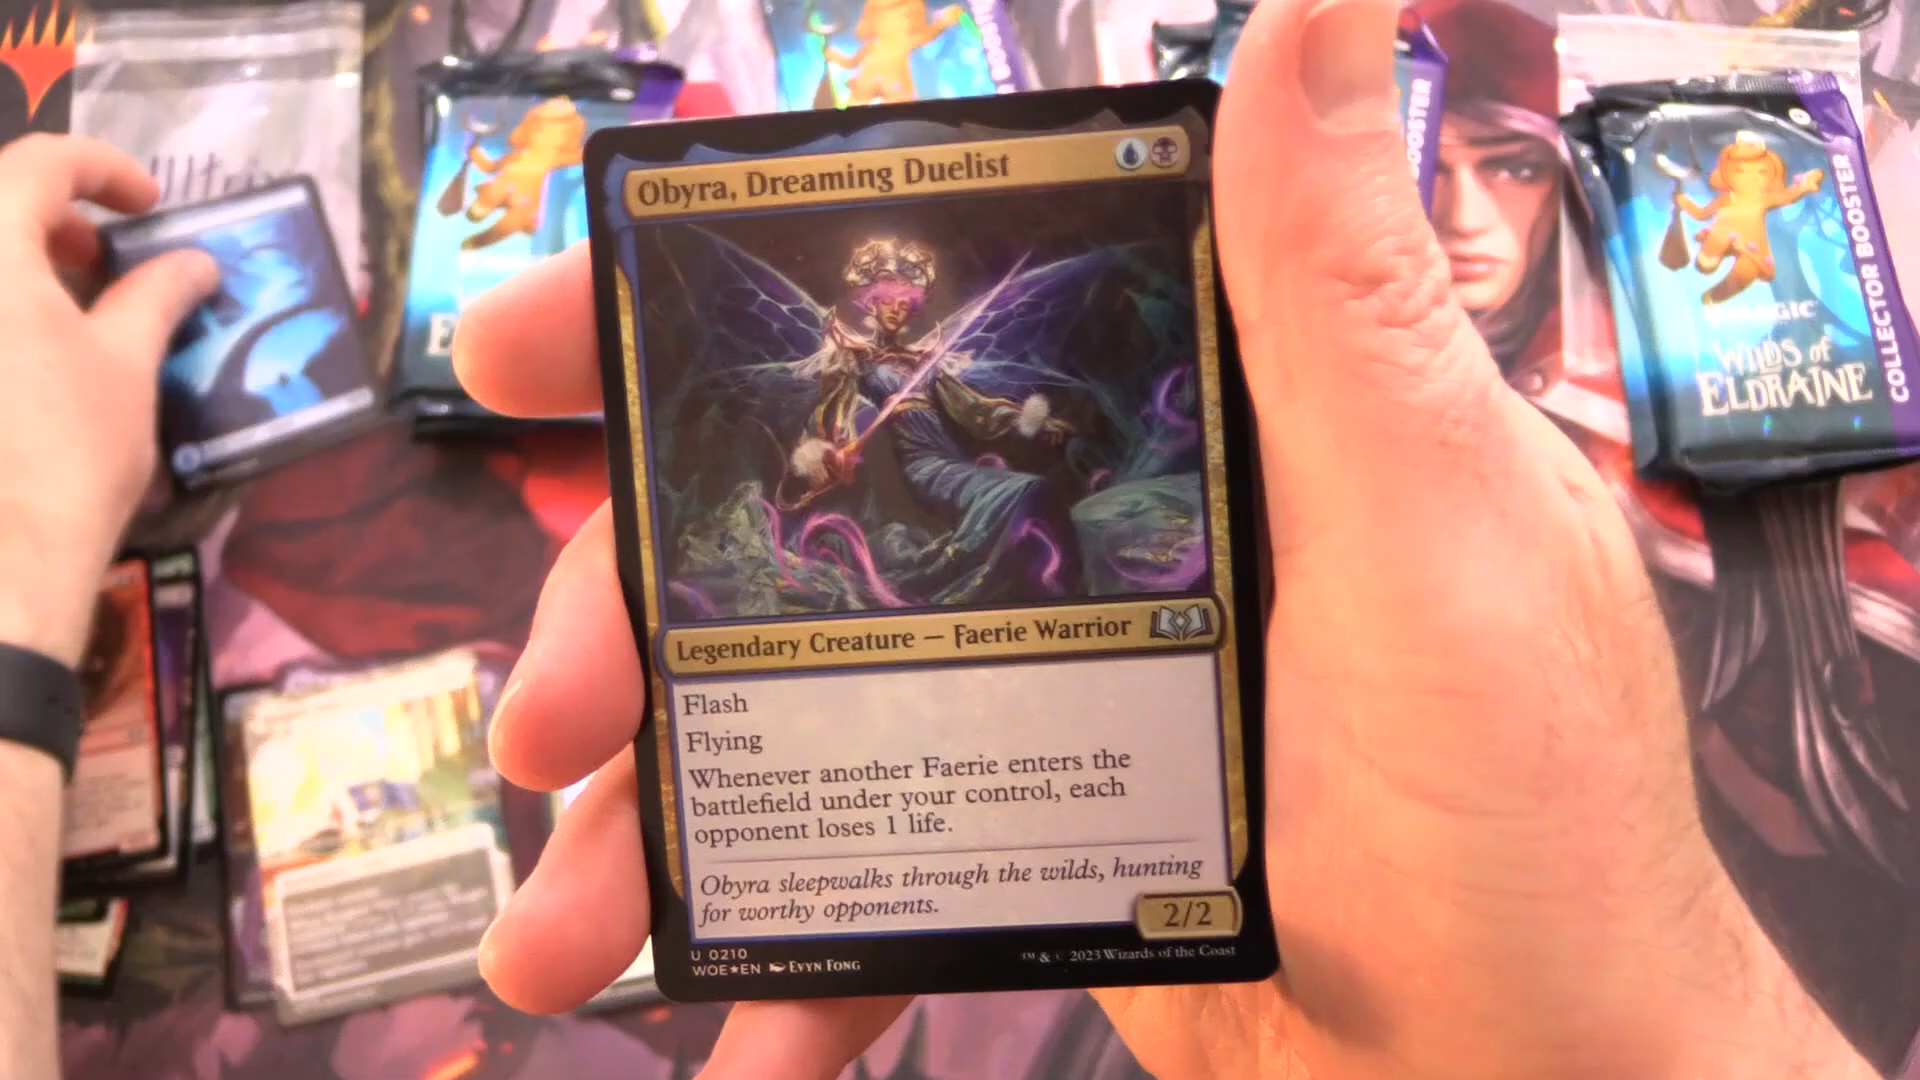 Obyra, Dreaming Duelist
Legendary Creature — Faerie Warrior
Flash
Flying
Whenever another Faerie enters the
battlefield under your control, each
opponent loses 1 life.
Obyra sleepwalks through the wilds, hunting
for worthy opponents.
2/2
U 0210
WOE★EN Evyn Fong
™ & © 2023 Wizards of the Coast
MAGIC
WILDS of
ELDRAINE
COLLECTOR BOOSTER
BOOSTER
E